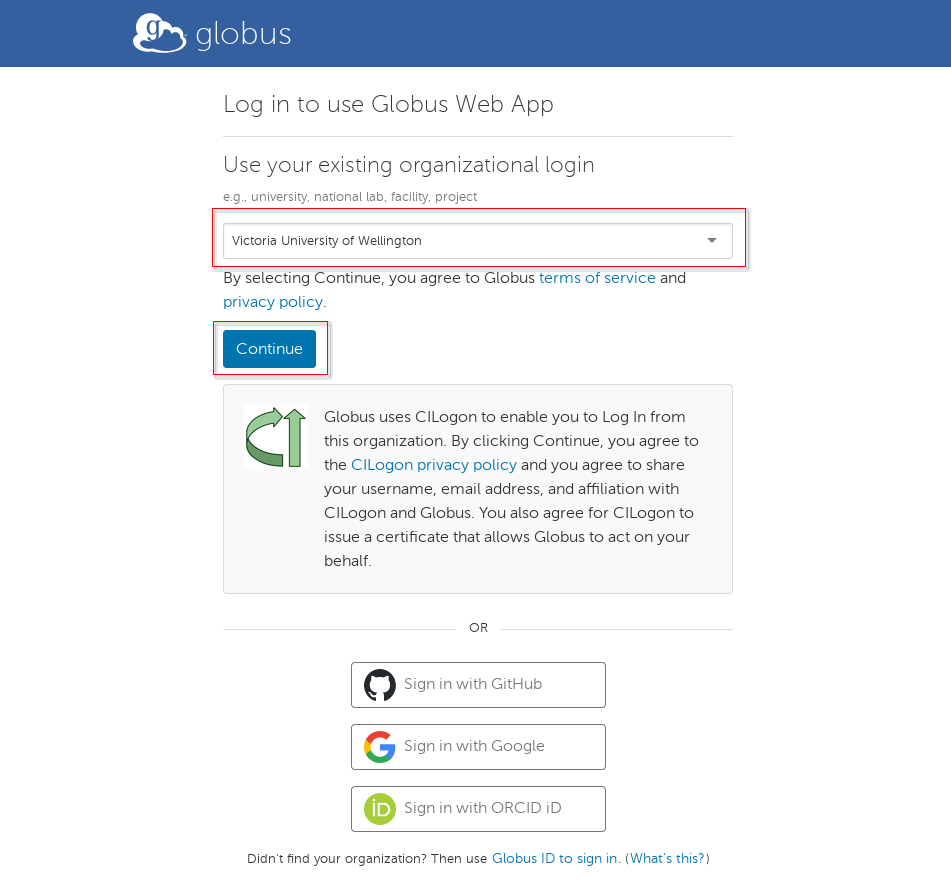 globus
Log in to use Globus Web App
Use your existing organizational login
e.g., university, national lab, facility, project
Victoria University of Wellington
By selecting Continue, you agree to Globus terms of service and
privacy policy.
Continue
Globus uses CILogon to enable you to Log In from
this organization. By clicking Continue, you agree to
the CILogon privacy policy and you agree to share
your username, email address, and affiliation with
CILogon and Globus. You also agree for CILogon to
issue a certificate that allows Globus to act on your
behalf.
OR
Sign in with GitHub
Sign in with Google
Sign in with ORCID iD
Didn't find your organization? Then use Globus ID to sign in. (What's this?)